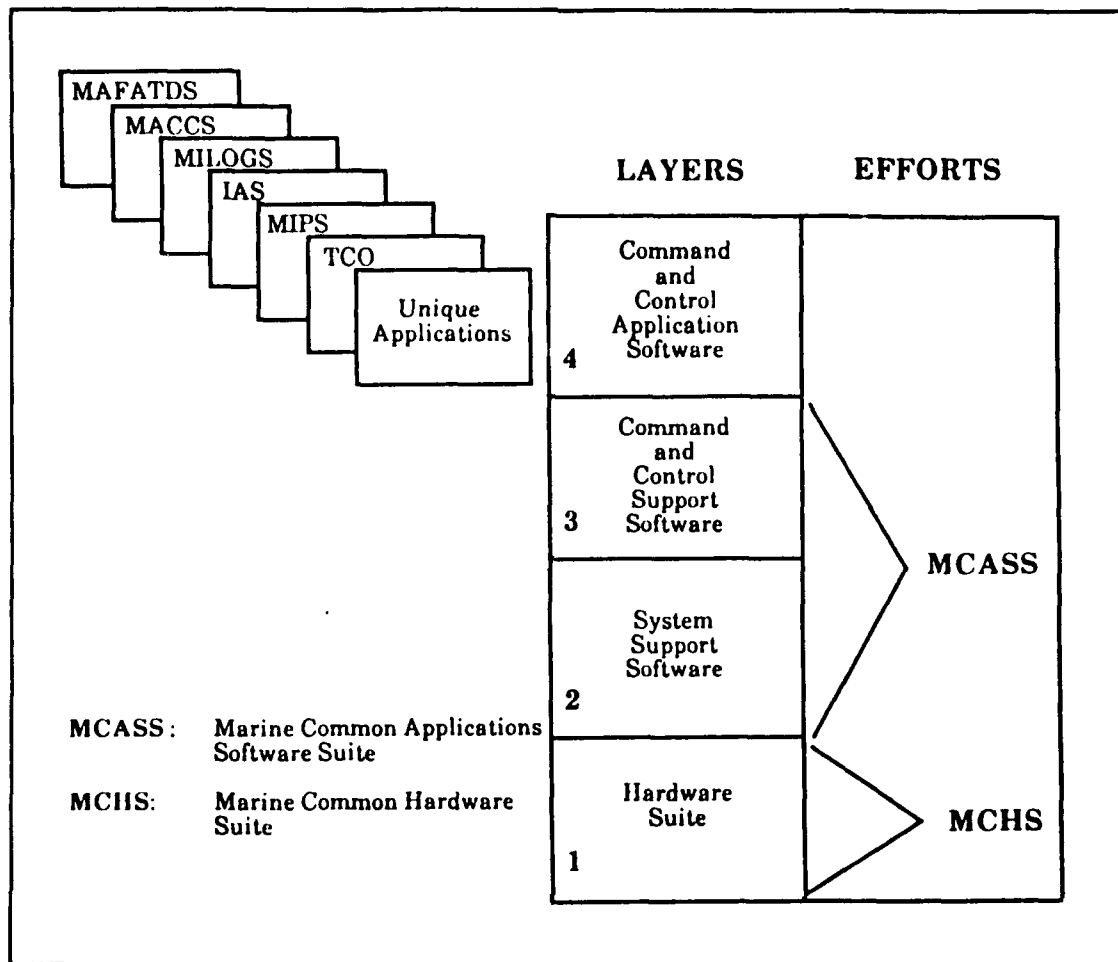 MAFATDS
MACCS
MILOGS
IAS
MIPS
TCO
Unique
Applications
LAYERS
EFFORTS
Command
and
Control
Application
Software
4
Command
and
Control
Support
Software
3
MCASS
System
Support
Software
2
Hardware
Suite
1
MCHS
MCASS: Marine Common Applications
Software Suite
MCHS: Marine Common Hardware
Suite